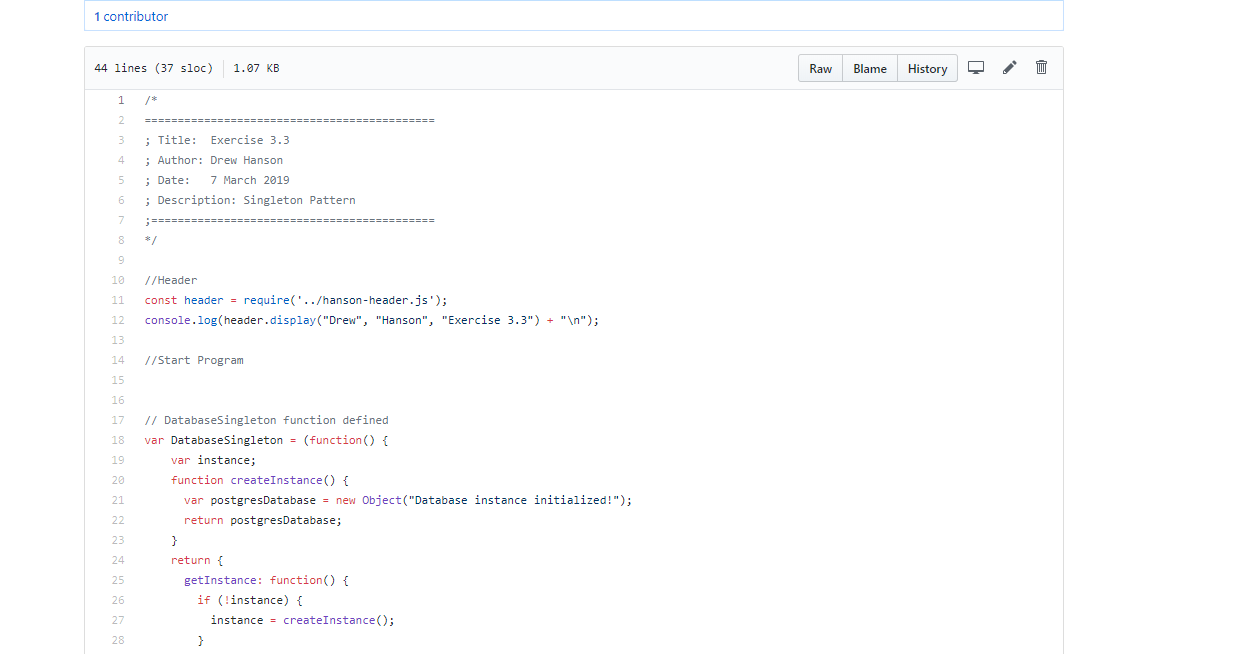 1 contributor
44 lines (37 sloc) 1.07 KB Raw Blame History
1 /*
2 ============================================
3 ; Title:  Exercise 3.3
4 ; Author: Drew Hanson
5 ; Date:   7 March 2019
6 ; Description: Singleton Pattern
7 ;===========================================
8 */
9
10 //Header
11 const header = require('../hanson-header.js');
12 console.log(header.display("Drew", "Hanson", "Exercise 3.3") + "\n");
13
14 //Start Program
15
16
17 // DatabaseSingleton function defined
18 var DatabaseSingleton = (function() {
19     var instance;
20     function createInstance() {
21       var postgresDatabase = new Object("Database instance initialized!");
22       return postgresDatabase;
23     }
24     return {
25       getInstance: function() {
26         if (!instance) {
27           instance = createInstance();
28         }